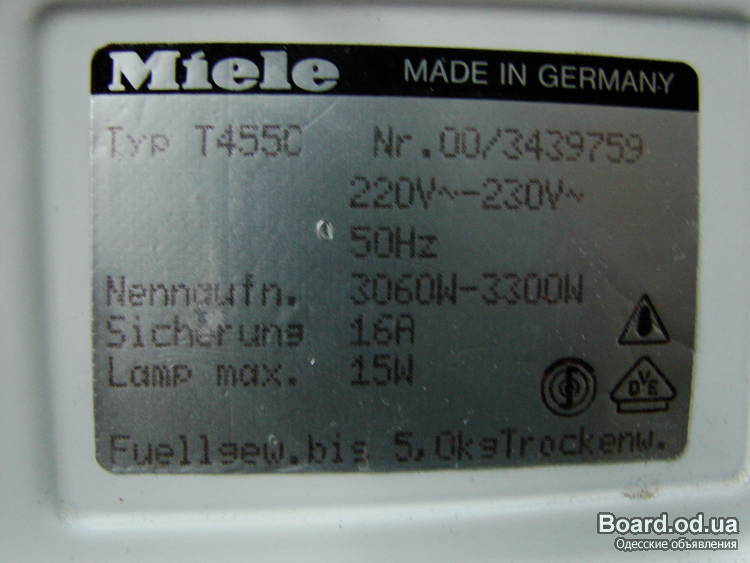 Miele MADE IN GERMANY
Typ T455C Nr.00/3439759
220V~-230V~
50Hz
Nennaufn. 3060W-3300W
Sicherung 16A
Lamp max. 15W
DVE
Fuellgew.bis 5,0kgTrockenw.
Board.od.ua
Одесские объявления